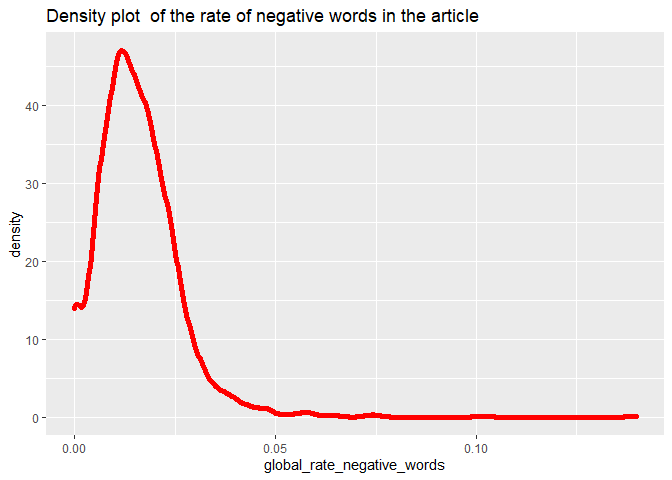 Density plot  of the rate of negative words in the article
density
40
30
20
10
0
0.00
0.05
0.10
global_rate_negative_words